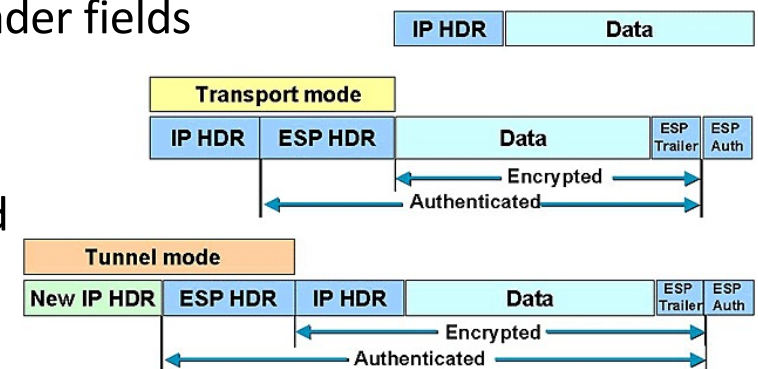 der fields
IP HDR Data
Transport mode
IP HDR ESP HDR Data ESP Trailer ESP Auth
Encrypted
Authenticated
Tunnel mode
New IP HDR ESP HDR IP HDR Data ESP Trailer ESP Auth
Encrypted
Authenticated